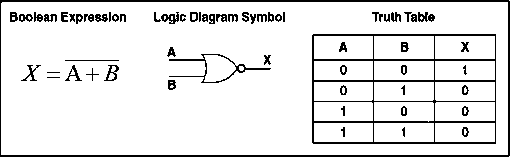 Boolean Expression Logic Diagram Symbol Truth Table
X = \overline{A + B}
A
B
X
A B X
0 0 1
0 1 0
1 0 0
1 1 0